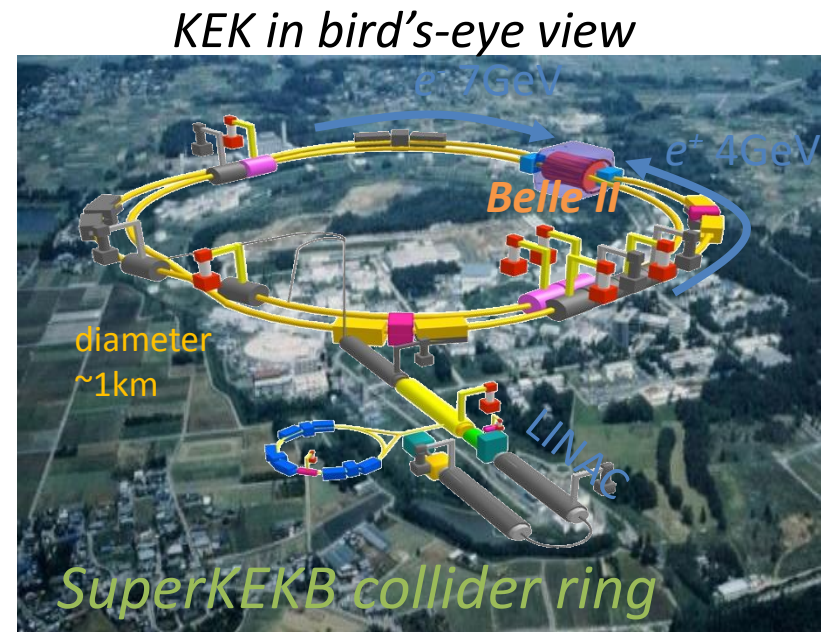 KEK in bird's-eye view
e⁻ 7GeV
e⁺ 4GeV
Belle II
diameter
~1km
LINAC
SuperKEKB collider ring